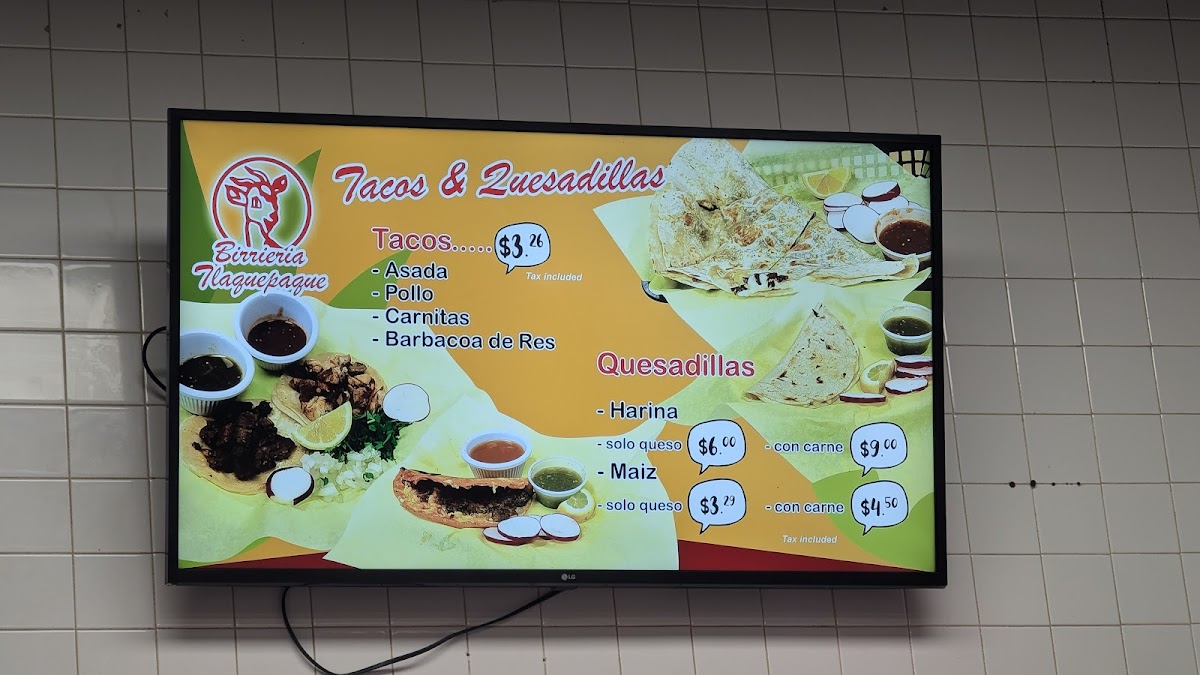 Birrieria
Tlaquepaque
Tacos & Quesadillas
Tacos..... $3.26
Tax included
- Asada
- Pollo
- Carnitas
- Barbacoa de Res
Quesadillas
- Harina
- solo queso $6.00 - con carne $9.00
- Maiz
- solo queso $3.29 - con carne $4.50
Tax included
LG